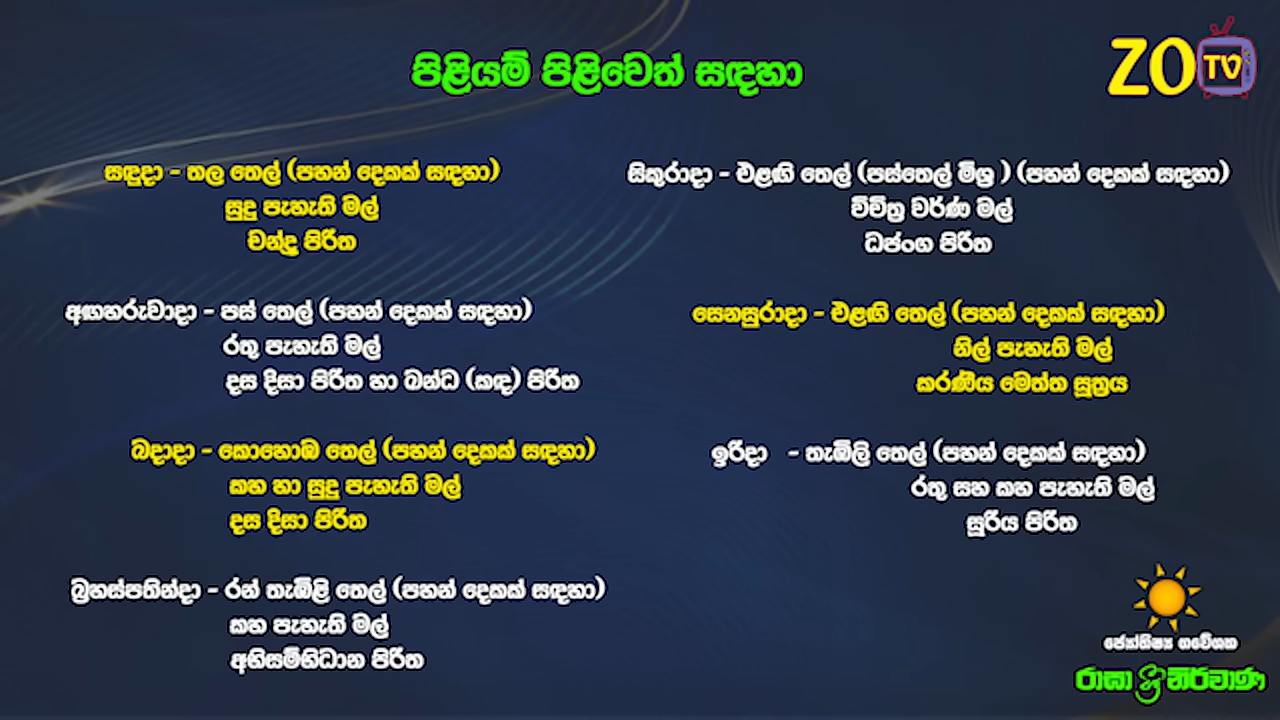 පිළියම් පිළිවෙත් සඳහා
ZO TV
සඳුදා - තල තෙල් (පහන් දෙකක් සඳහා)
සුදු පැහැති මල්
චන්ද්‍ර පිරිත
අඟහරුවාදා - පස් තෙල් (පහන් දෙකක් සඳහා)
රතු පැහැති මල්
දස දිසා පිරිත හා ඛන්ධ (කඳ) පිරිත
බදාදා - කොහොඹ තෙල් (පහන් දෙකක් සඳහා)
කහ හා සුදු පැහැති මල්
දස දිසා පිරිත
බ්‍රහස්පතින්දා - රන් තැඹිළි තෙල් (පහන් දෙකක් සඳහා)
කහ පැහැති මල්
අභිසම්භිධාන පිරිත
සිකුරාදා - එළඟි තෙල් (පස්තෙල් මිශ්‍ර ) (පහන් දෙකක් සඳහා)
විචිත්‍ර වර්ණ මල්
ධජංග පිරිත
සෙනසුරාදා - එළඟි තෙල් (පහන් දෙකක් සඳහා)
නිල් පැහැති මල්
කරණීය මෙත්ත සූත්‍රය
ඉරිදා - තැඹිලි තෙල් (පහන් දෙකක් සඳහා)
රතු සහ කහ පැහැති මල්
සූරිය පිරිත
ජෝතිෂ්‍ය ගවේශක
රාඝා ශ්‍රී නිර්වාණ